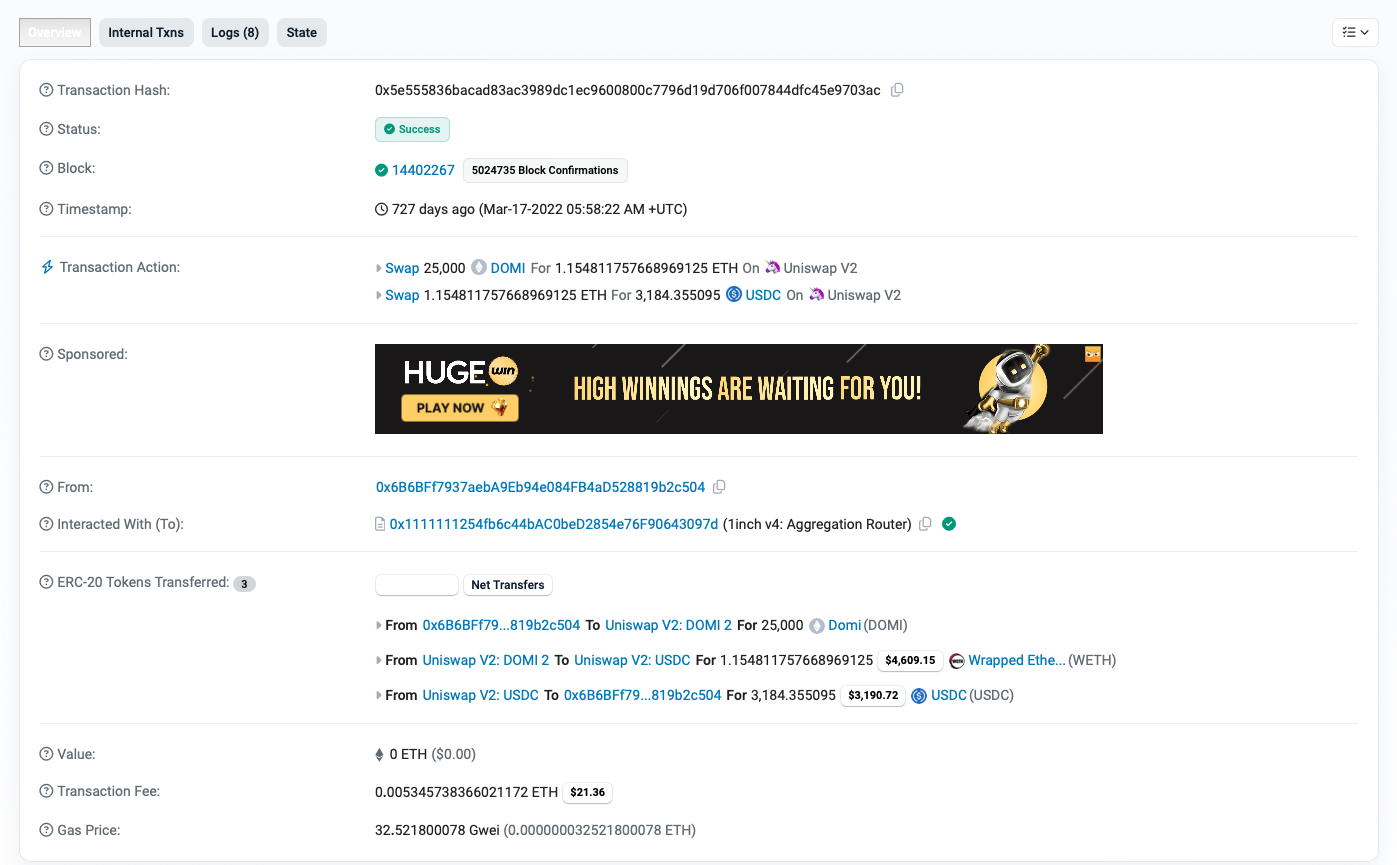 Overview Internal Txns Logs (8) State
Transaction Hash: 0x5e555836bacad83ac3989dc1ec9600800c7796d19d706f007844dfc45e9703ac
Status: Success
Block: 14402267 5024735 Block Confirmations
Timestamp: 727 days ago (Mar-17-2022 05:58:22 AM +UTC)
Transaction Action: Swap 25,000 DOMI For 1.154811757668969125 ETH On Uniswap V2
Swap 1.154811757668969125 ETH For 3,184.355095 USDC On Uniswap V2
Sponsored:
HUGE win
PLAY NOW
HIGH WINNINGS ARE WAITING FOR YOU!
From: 0x6B6BFf7937aebA9Eb94e084FB4aD528819b2c504
Interacted With (To): 0x1111111254fb6c44bAC0beD2854e76F90643097d (1inch v4: Aggregation Router)
ERC-20 Tokens Transferred: 3 Net Transfers
From 0x6B6BFf79...819b2c504 To Uniswap V2: DOMI 2 For 25,000 Domi (DOMI)
From Uniswap V2: DOMI 2 To Uniswap V2: USDC For 1.154811757668969125 $4,609.15 Wrapped Ethe... (WETH)
From Uniswap V2: USDC To 0x6B6BFf79...819b2c504 For 3,184.355095 $3,190.72 USDC (USDC)
Value: 0 ETH ($0.00)
Transaction Fee: 0.005345738366021172 ETH $21.36
Gas Price: 32.521800078 Gwei (0.000000032521800078 ETH)